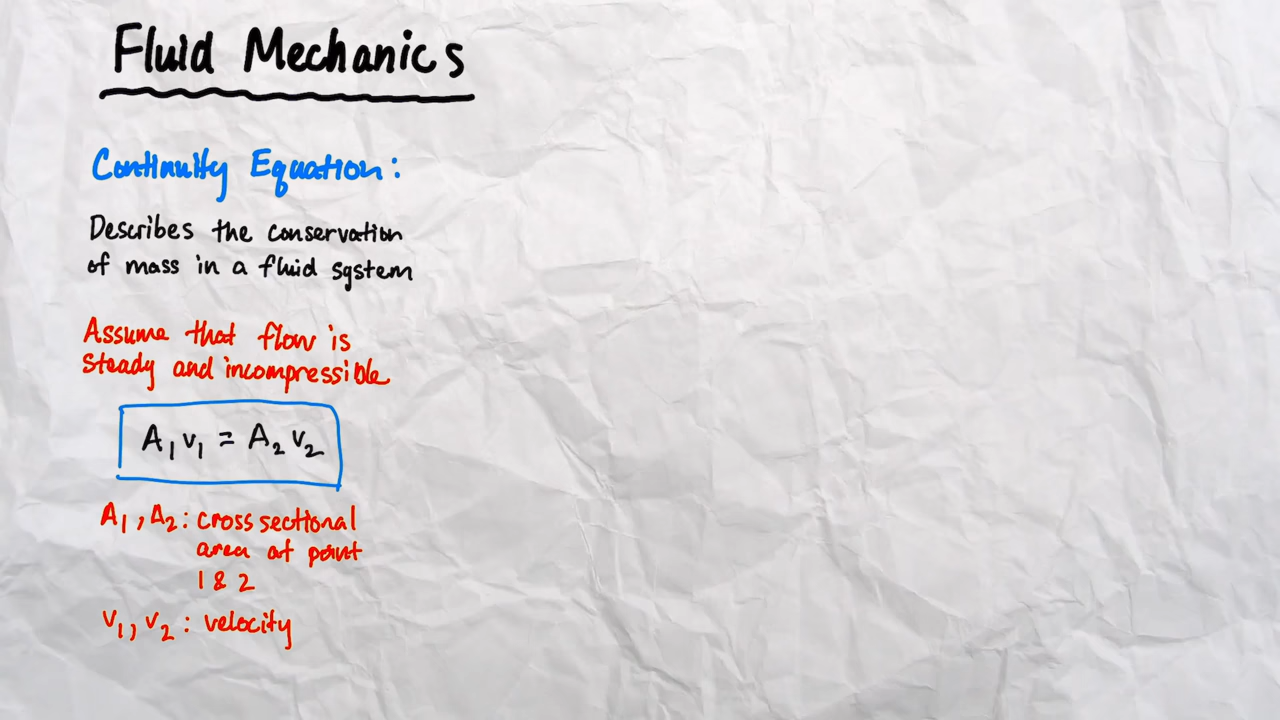 Fluid Mechanics
Continuity Equation:
Describes the conservation
of mass in a fluid system
Assume that flow is
steady and incompressible
A₁v₁ = A₂v₂
A₁, A₂: cross sectional
area at point
1 & 2
v₁, v₂: velocity